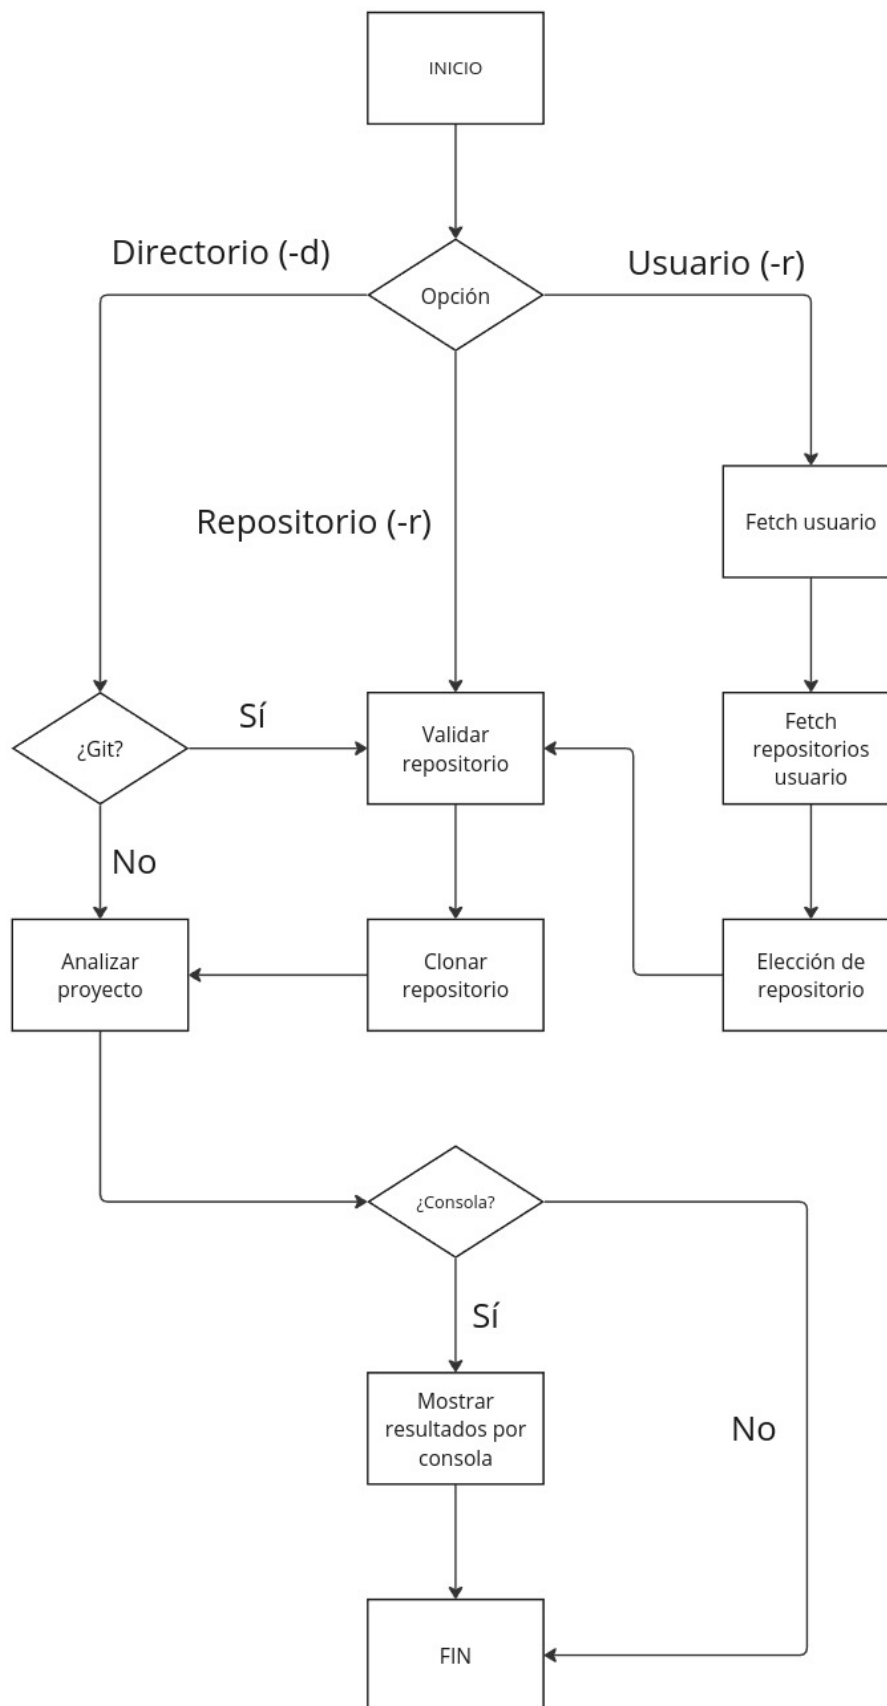 INICIO
Directorio (-d)
Usuario (-r)
Opción
Repositorio (-r)
Fetch usuario
¿Git?
Sí
Validar
repositorio
Fetch
repositorios
usuario
No
Analizar
proyecto
Clonar
repositorio
Elección de
repositorio
¿Consola?
Sí
Mostrar
resultados por
consola
No
FIN